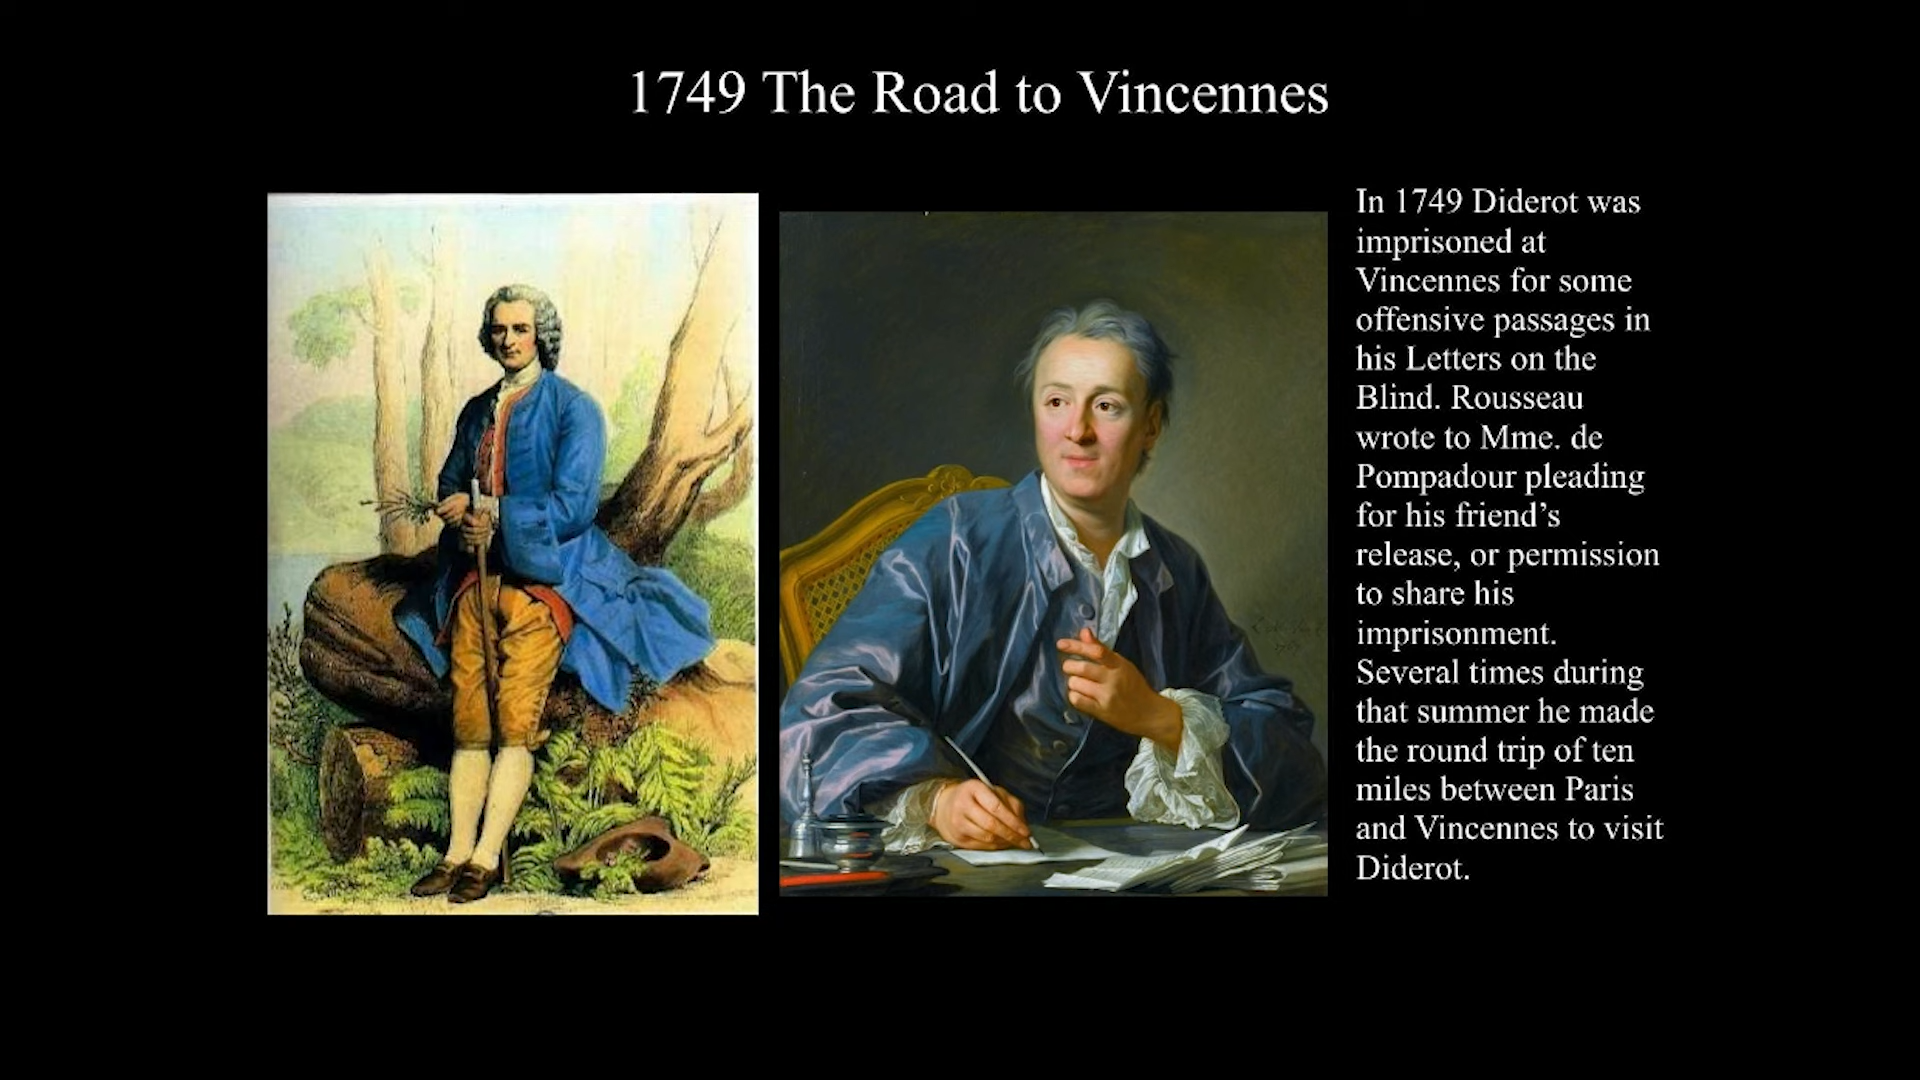 1749 The Road to Vincennes
In 1749 Diderot was
imprisoned at
Vincennes for some
offensive passages in
his Letters on the
Blind. Rousseau
wrote to Mme. de
Pompadour pleading
for his friend’s
release, or permission
to share his
imprisonment.
Several times during
that summer he made
the round trip of ten
miles between Paris
and Vincennes to visit
Diderot.